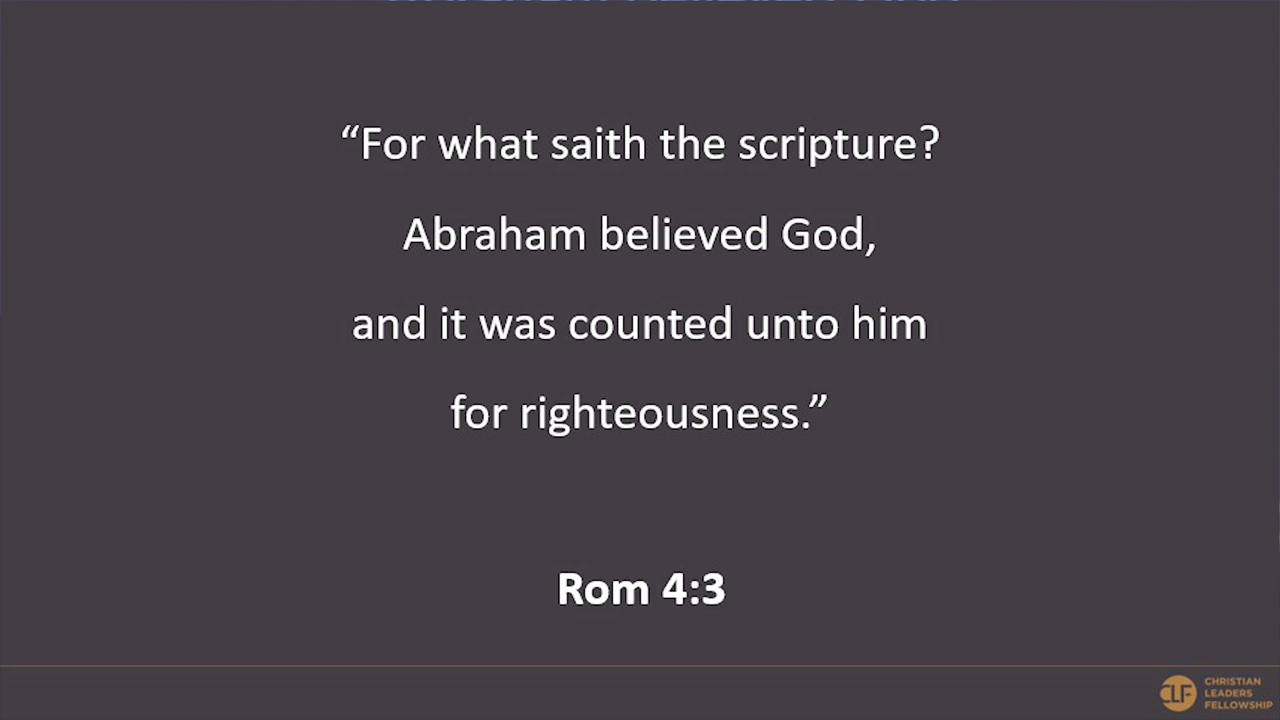 “For what saith the scripture?
Abraham believed God,
and it was counted unto him
for righteousness.”
Rom 4:3
CLF
CHRISTIAN
LEADERS
FELLOWSHIP